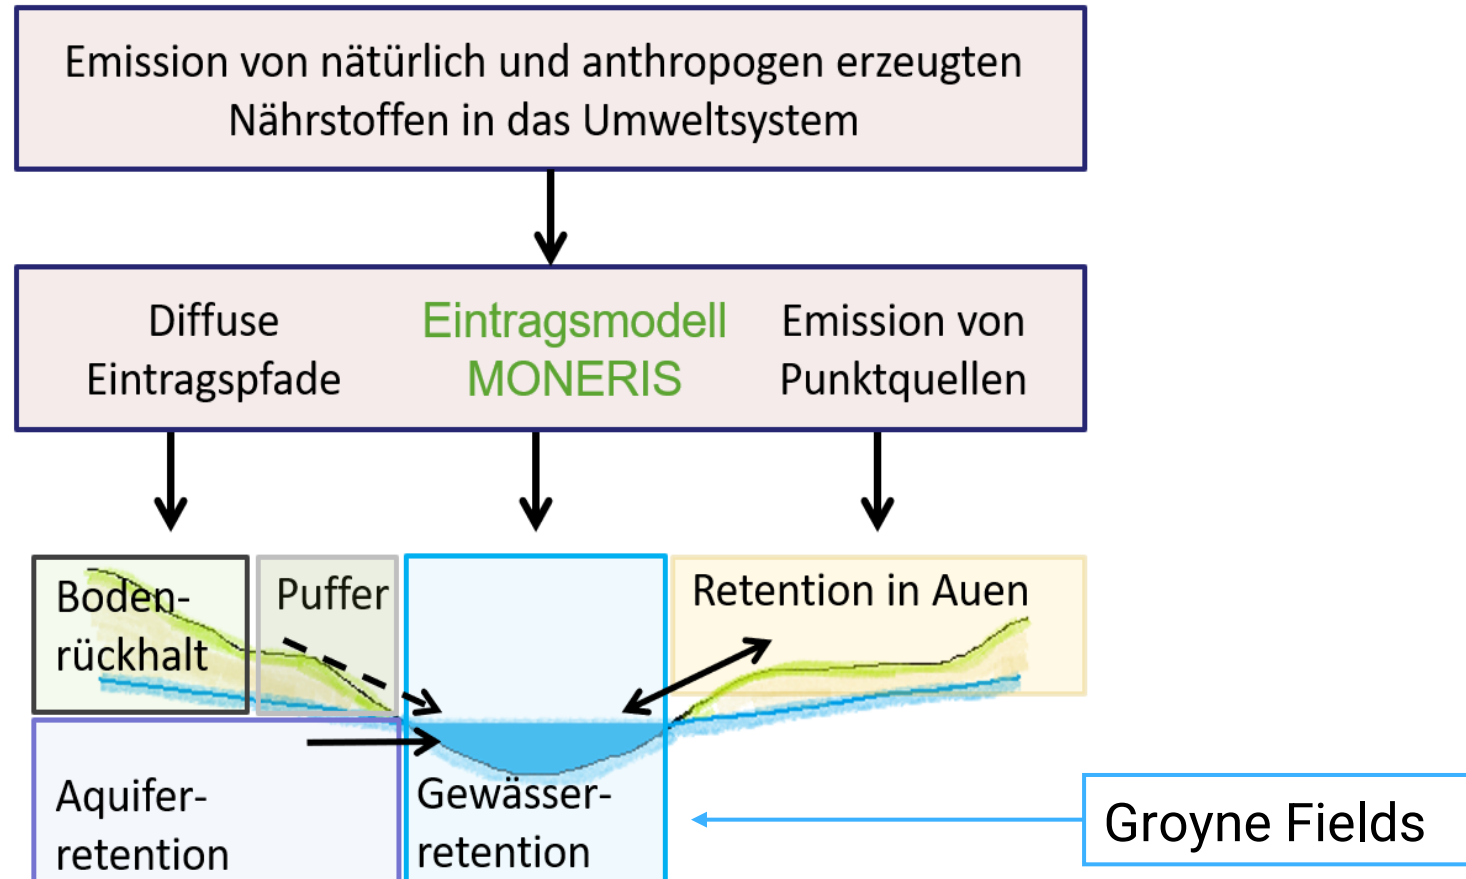 Emission von nätürlich und anthropogen erzeugten
Nährstoffen in das Umweltsystem
Diffuse
Eintragspfade
Eintragsmodell
MONERIS
Emission von
Punktquellen
Boden-
rückhalt
Puffer
Retention in Auen
Aquifer-
retention
Gewässer-
retention
Groyne Fields